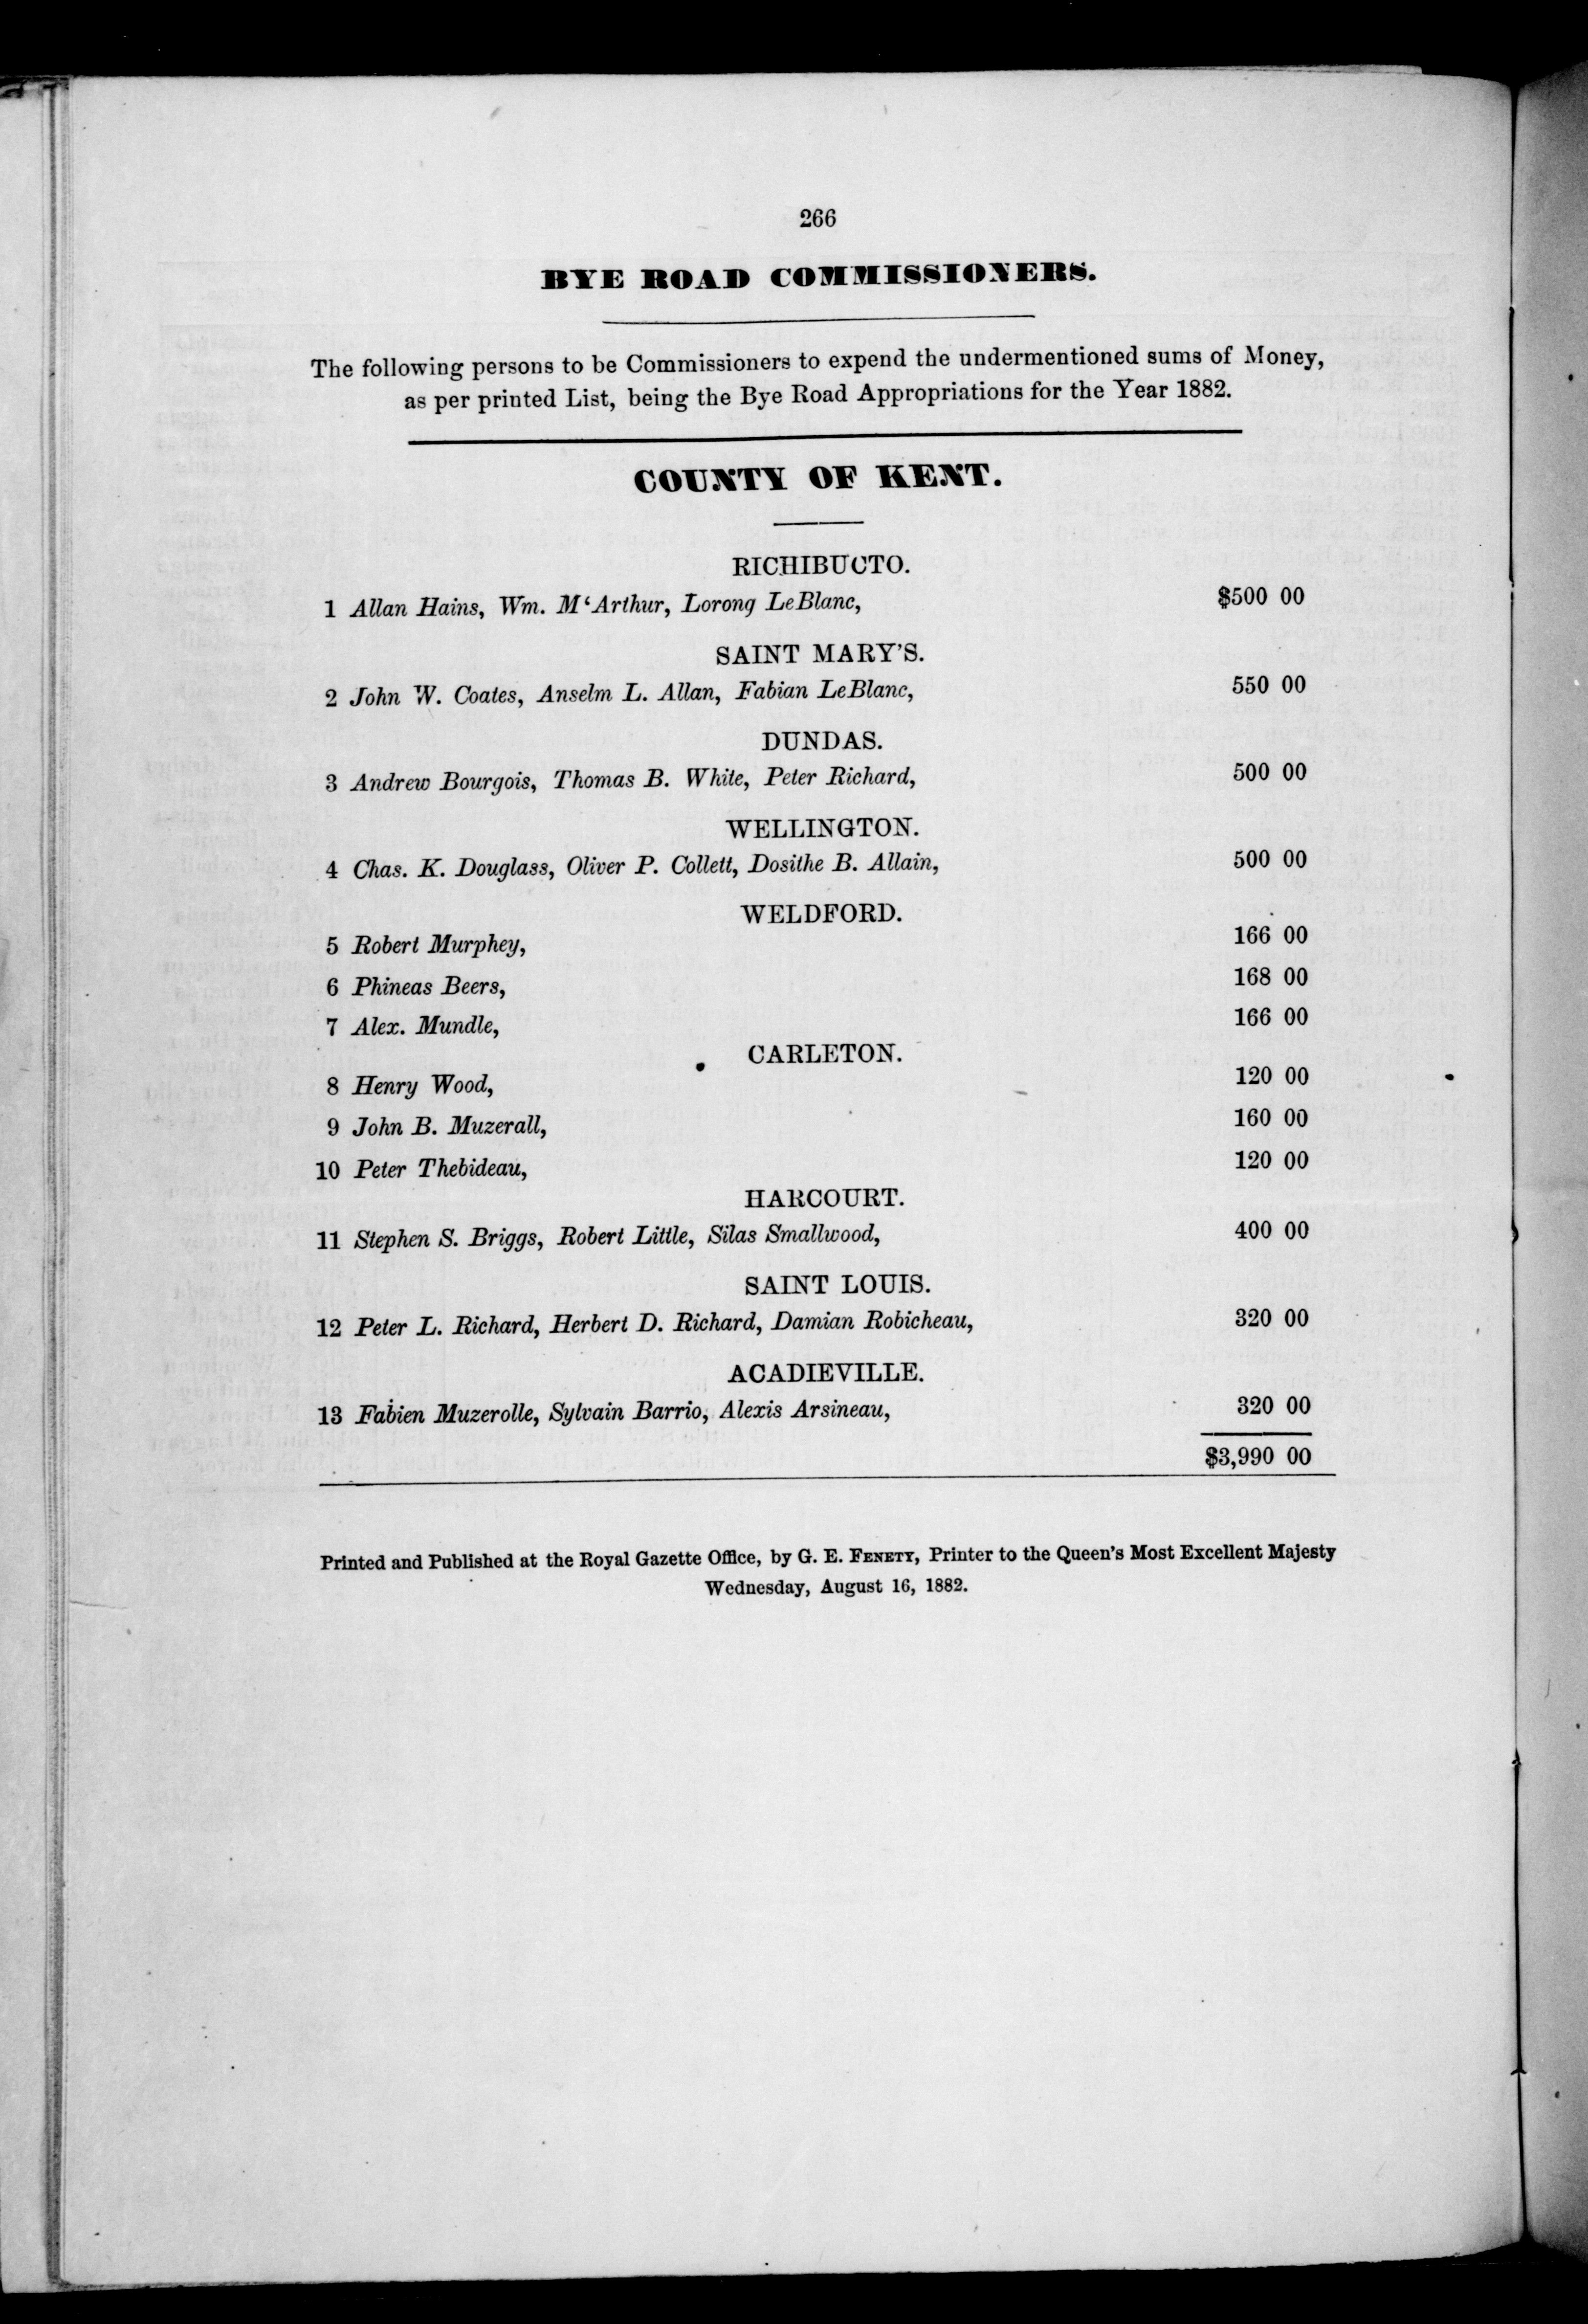 266
BYE ROAD COMMISSIONERS.
The following persons to be Commissioners to expend the undermentioned sums of Money,
as per printed List, being the Bye Road Appropriations for the Year 1882.
COUNTY OF KENT.
RICHIBUCTO.
1 Allan Hains, Wm. M‘Arthur, Lorong LeBlanc, $500 00
SAINT MARY'S.
2 John W. Coates, Anselm L. Allan, Fabian LeBlanc, 550 00
DUNDAS.
3 Andrew Bourgois, Thomas B. White, Peter Richard, 500 00
WELLINGTON.
4 Chas. K. Douglass, Oliver P. Collett, Dosithe B. Allain, 500 00
WELDFORD.
5 Robert Murphey, 166 00
6 Phineas Beers, 168 00
7 Alex. Mundle, 166 00
CARLETON.
8 Henry Wood, 120 00
9 John B. Muzerall, 160 00
10 Peter Thebideau, 120 00
HARCOURT.
11 Stephen S. Briggs, Robert Little, Silas Smallwood, 400 00
SAINT LOUIS.
12 Peter L. Richard, Herbert D. Richard, Damian Robicheau, 320 00
ACADIEVILLE.
13 Fabien Muzerolle, Sylvain Barrio, Alexis Arsineau, 320 00
$3,990 00
Printed and Published at the Royal Gazette Office, by G. E. FENETY, Printer to the Queen's Most Excellent Majesty
Wednesday, August 16, 1882.